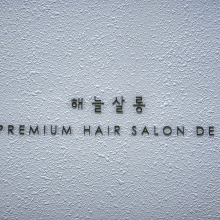 해늘살롱
PREMIUM HAIR SALON DE